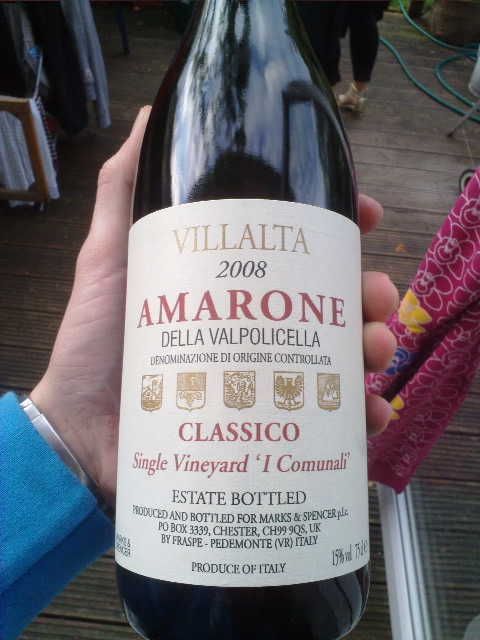 VILLALTA
2008
AMARONE
DELLA VALPOLICELLA
DENOMINAZIONE DI ORIGINE CONTROLLATA
CLASSICO
Single Vineyard 'I Comunali'
ESTATE BOTTLED
PRODUCED AND BOTTLED FOR MARKS & SPENCER p.l.c.
PO BOX 3339, CHESTER, CH99 9QS, UK
BY FRASPE - PEDEMONTE (VR) ITALY
MARKS &
SPENCER
15% vol 75cl e
PRODUCE OF ITALY